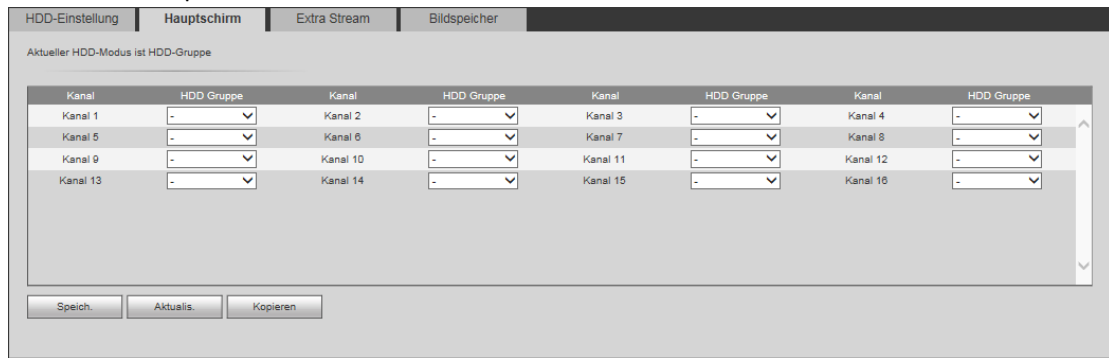 HDD-Einstellung Hauptschirm Extra Stream Bildspeicher
Aktueller HDD-Modus ist HDD-Gruppe
Kanal HDD Gruppe Kanal HDD Gruppe Kanal HDD Gruppe Kanal HDD Gruppe
Kanal 1 - Kanal 2 - Kanal 3 - Kanal 4 -
Kanal 5 - Kanal 6 - Kanal 7 - Kanal 8 -
Kanal 9 - Kanal 10 - Kanal 11 - Kanal 12 -
Kanal 13 - Kanal 14 - Kanal 15 - Kanal 16 -
Speich. Aktualis. Kopieren